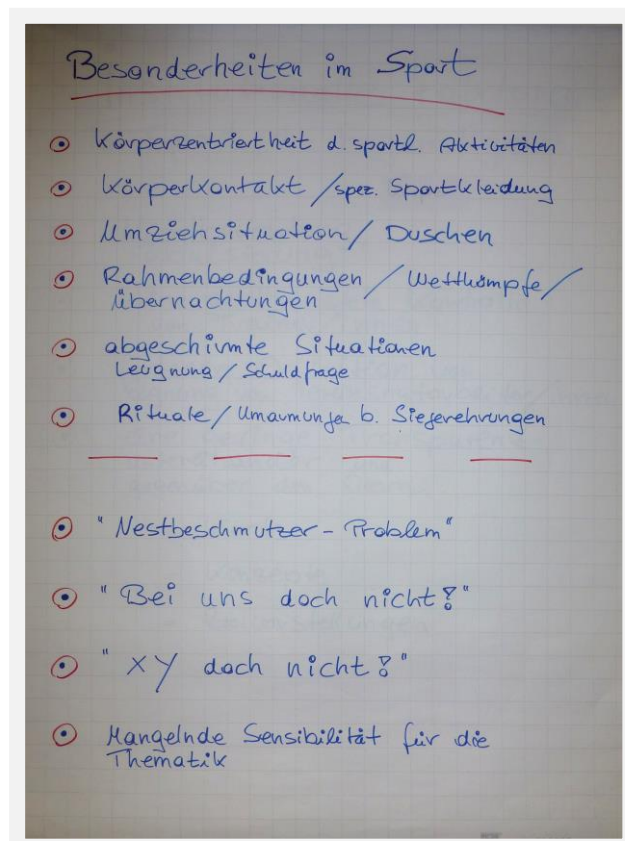 Besonderheiten im Sport
Körperzentriertheit d. sportl. Aktivitäten
Körperkontakt / spez. Sportkleidung
Umziehsituation / Duschen
Rahmenbedingungen / Wettkämpfe /
Übernachtungen
abgeschirmte Situationen
Leugnung / Schuldfrage
Rituale / Umarmungen b. Siegerehrungen
"Nestbeschmutzer - Problem"
"Bei uns doch nicht?"
"XY doch nicht?"
Mangelnde Sensibilität für die
Thematik